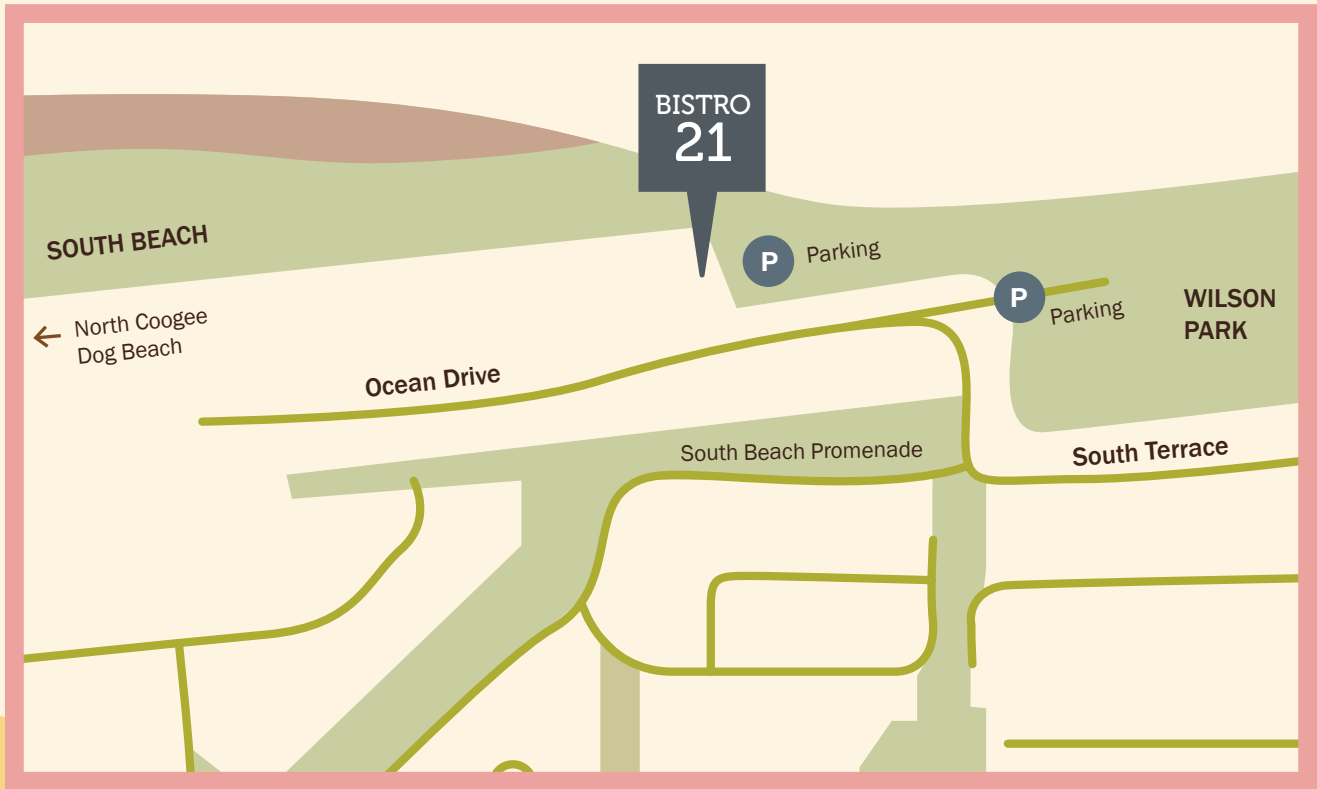 BISTRO
21
SOUTH BEACH
P Parking
P
Parking
WILSON
PARK
North Coogee
Dog Beach
Ocean Drive
South Beach Promenade
South Terrace